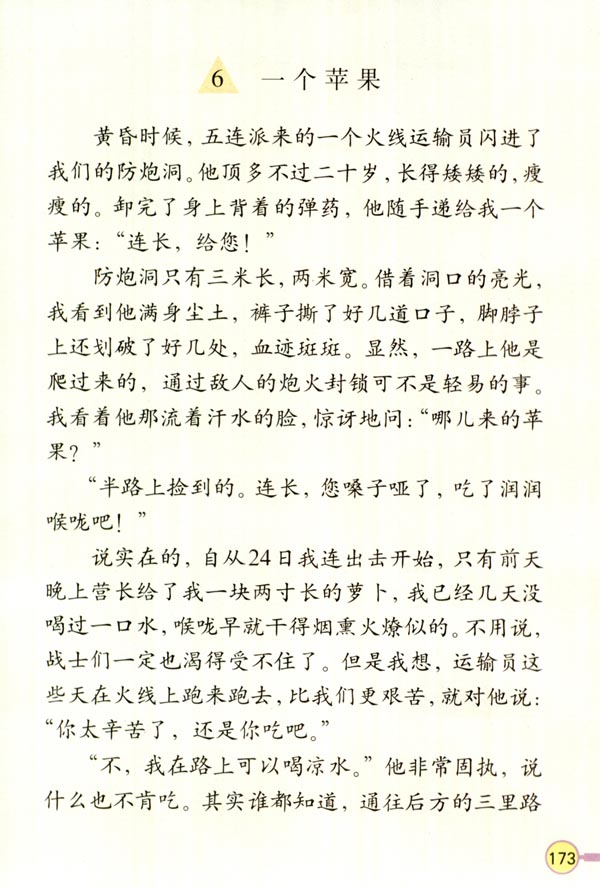 6 一个苹果
黄昏时候，五连派来的一个火线运输员闪进了
我们的防炮洞。他顶多不过二十岁，长得矮矮的，瘦
瘦的。卸完了身上背着的弹药，他随手递给我一个
苹果：“连长，给您！”
防炮洞只有三米长，两米宽。借着洞口的亮光，
我看到他满身尘土，裤子撕了好几道口子，脚脖子
上还划破了好几处，血迹斑斑。显然，一路上他是
爬过来的，通过敌人的炮火封锁可不是轻易的事。
我看着他那流着汗水的脸，惊讶地问：“哪儿来的苹
果？”
“半路上捡到的。连长，您嗓子哑了，吃了润润
喉咙吧！”
说实在的，自从24日我连出击开始，只有前天
晚上营长给了我一块两寸长的萝卜，我已经几天没
喝过一口水，喉咙早就干得烟熏火燎似的。不用说，
战士们一定也渴得受不住了。但是我想，运输员这
些天在火线上跑来跑去，比我们更艰苦，就对他说：
“你太辛苦了，还是你吃吧。”
“不，我在路上可以喝凉水。”他非常固执，说
什么也不肯吃。其实谁都知道，通往后方的三里路
173